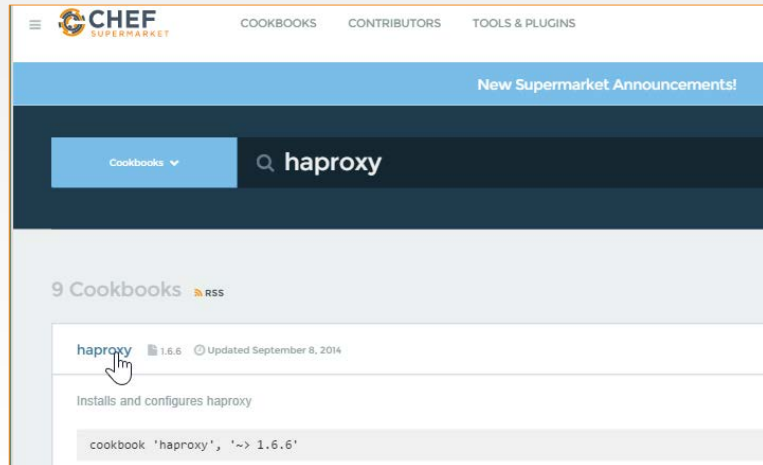 CHEF
SUPERMARKET
COOKBOOKS CONTRIBUTORS TOOLS & PLUGINS
New Supermarket Announcements!
Cookbooks
haproxy
9 Cookbooks RSS
haproxy 1.6.6 Updated September 8, 2014
Installs and configures haproxy
cookbook 'haproxy', '~> 1.6.6'